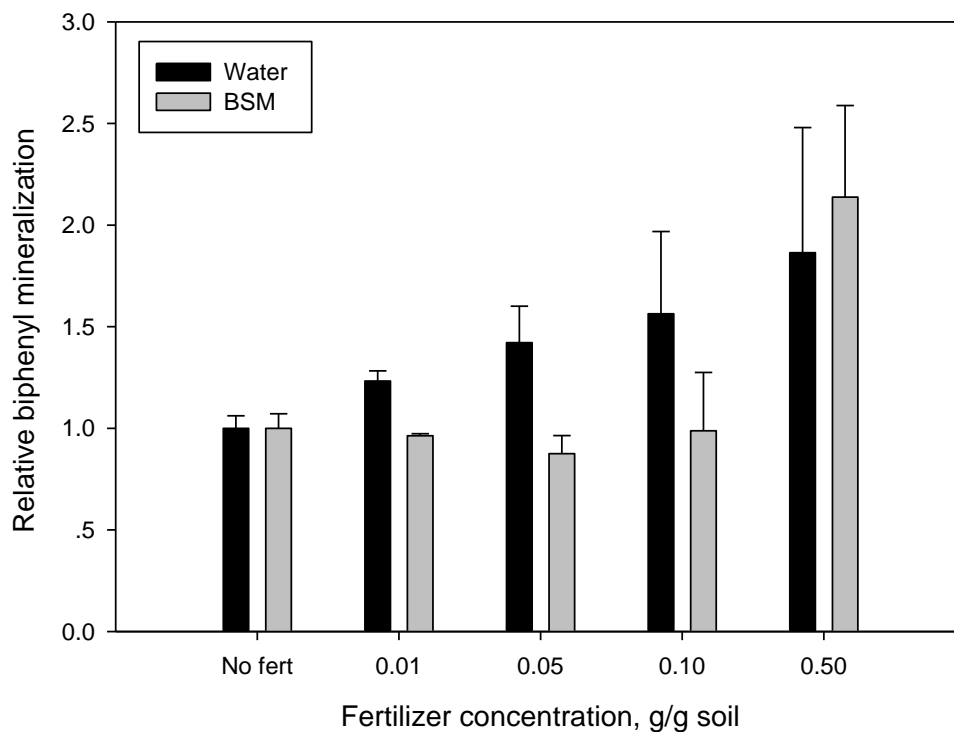 3.0
Water
BSM
2.5
2.0
1.5
1.0
.5
0.0
Relative biphenyl mineralization
No fert 0.01 0.05 0.10 0.50
Fertilizer concentration, g/g soil